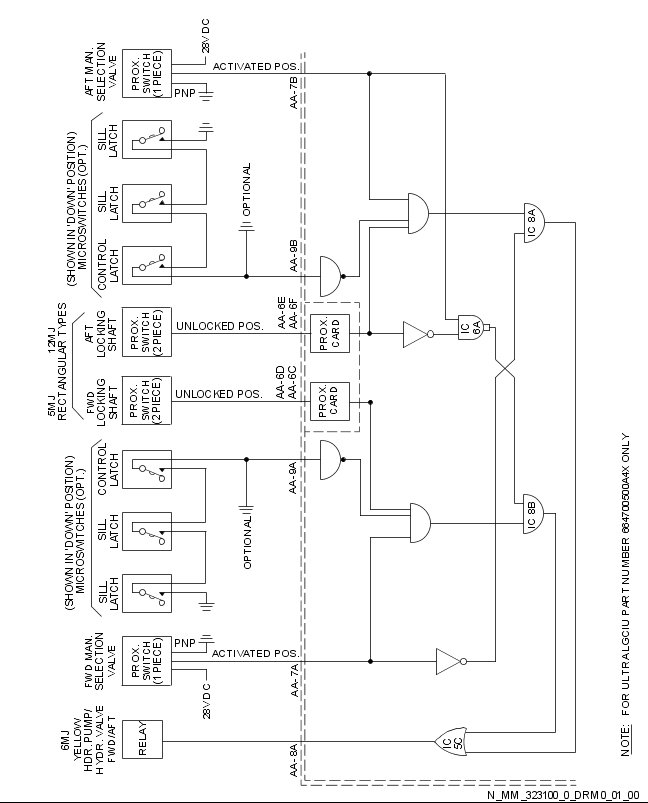 AFT MAN.
SELECTION
VALVE
PROX.
SWITCH
(1 PIECE)
28V DC
PNP
ACTIVATED POS.
AA-7B
(SHOWN IN 'DOWN' POSITION)
MICROSWITCHES (OPT.)
SILL
LATCH
SILL
LATCH
CONTROL
LATCH
OPTIONAL
AA-9B
IC 8A
5MJ 12MJ
RECTANGULAR TYPES
AFT
LOCKING
SHAFT
PROX.
SWITCH
(2 PIECE)
UNLOCKED POS.
AA-6E
AA-6F
PROX.
CARD
IC
6A
FWD
LOCKING
SHAFT
PROX.
SWITCH
(2 PIECE)
UNLOCKED POS.
AA-6D
AA-6C
PROX.
CARD
(SHOWN IN 'DOWN' POSITION)
MICROSWITCHES (OPT.)
CONTROL
LATCH
SILL
LATCH
SILL
LATCH
OPTIONAL
AA-9A
IC 8B
FWD MAN.
SELECTION
VALVE
PROX.
SWITCH
(1 PIECE)
PNP
28V DC
ACTIVATED POS.
AA-7A
6MJ
YELLOW
HDR. PUMP/
HYDR. VALVE
FWD/AFT
RELAY
AA-8A
IC
5C
NOTE: FOR ULTRA LGCIU PART NUMBER 664700500A4X ONLY
N_MM_323100_0_DRM0_01_00